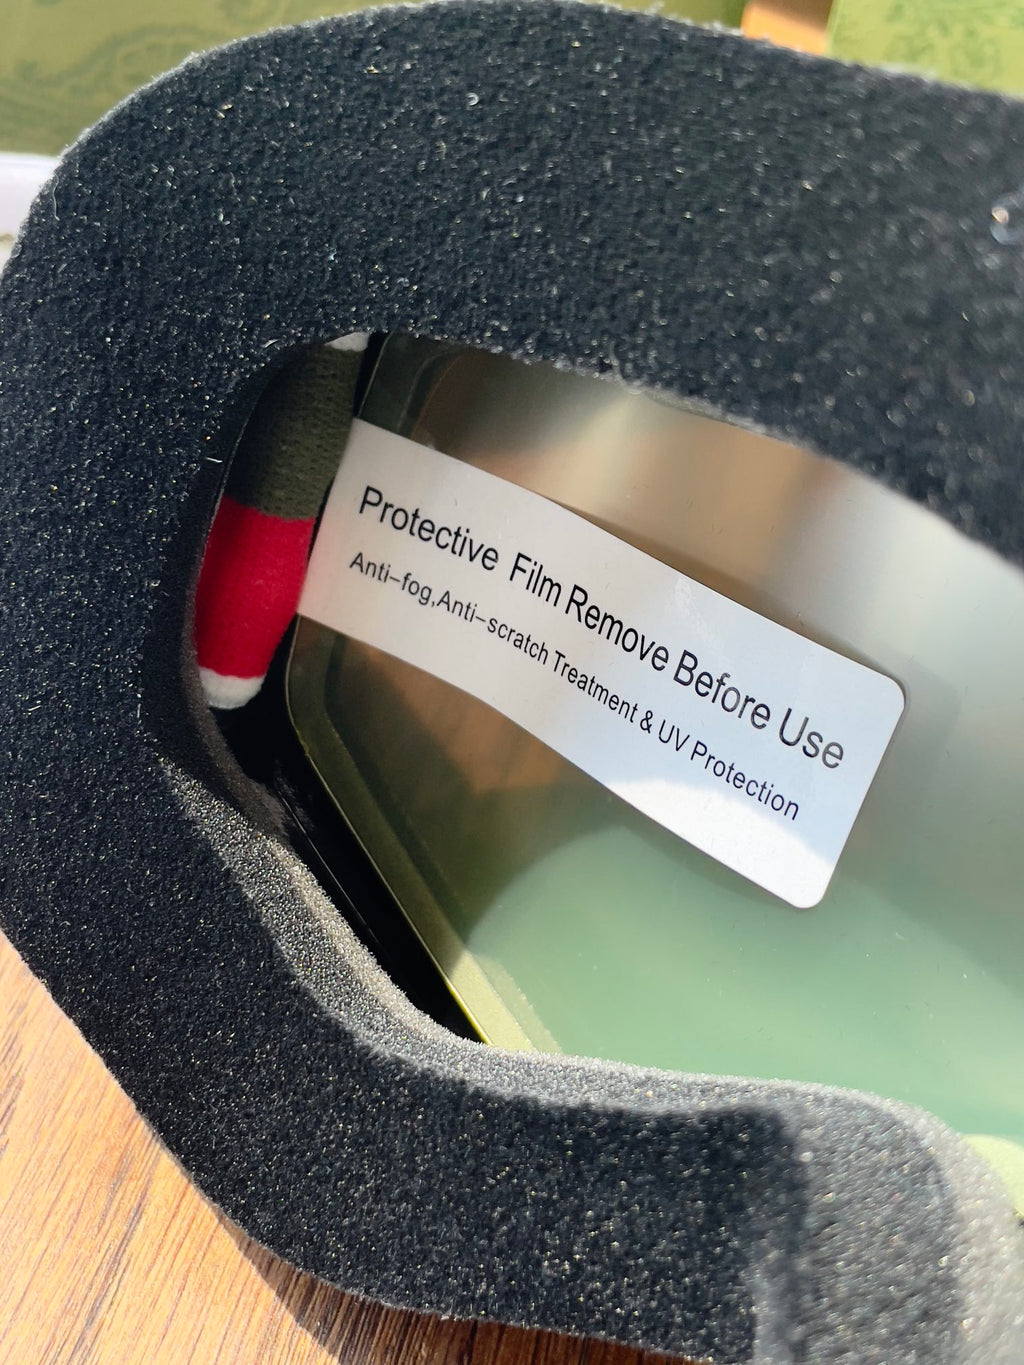 Protective Film Remove Before Use
Anti-fog,Anti-scratch Treatment & UV Protection